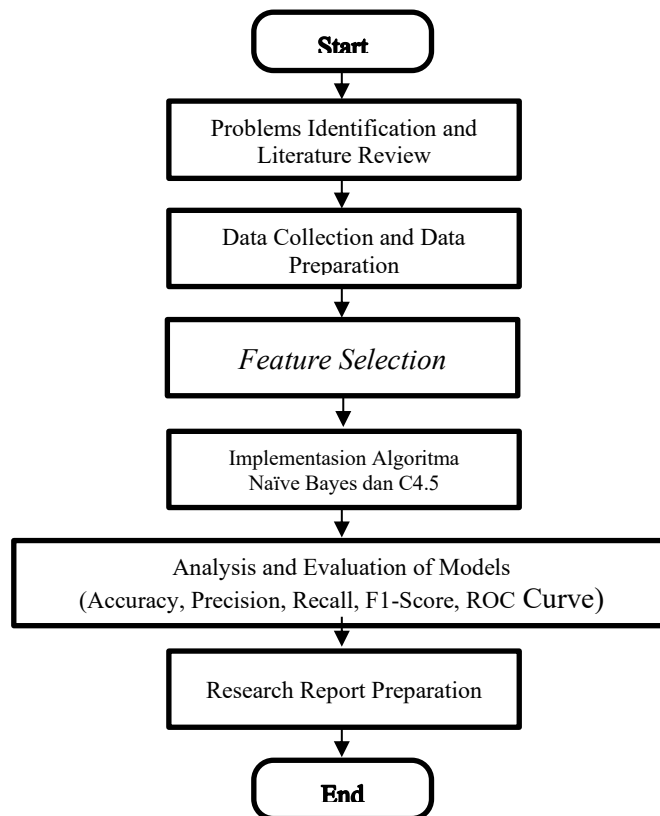 Start
Problems Identification and
Literature Review
Data Collection and Data
Preparation
Feature Selection
Implementasion Algoritma
Naïve Bayes dan C4.5
Analysis and Evaluation of Models
(Accuracy, Precision, Recall, F1-Score, ROC Curve)
Research Report Preparation
End